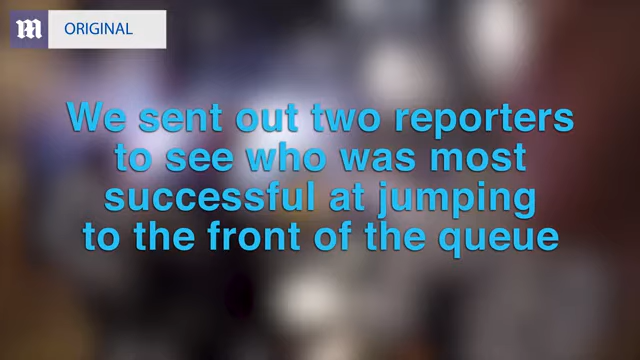 m ORIGINAL
We sent out two reporters
to see who was most
successful at jumping
to the front of the queue